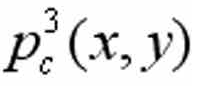 p_c^3(x, y)